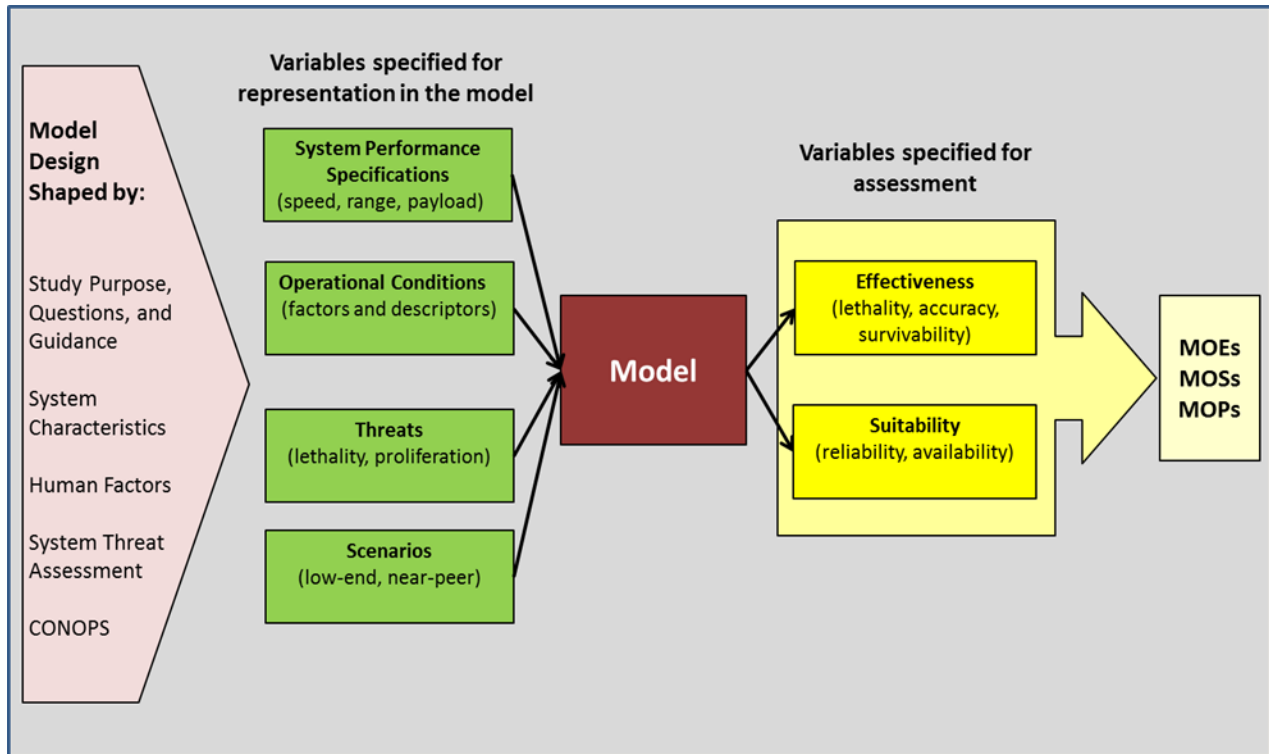 Model
Design
Shaped by:
Study Purpose,
Questions, and
Guidance
System
Characteristics
Human Factors
System Threat
Assessment
CONOPS
Variables specified for
representation in the model
System Performance
Specifications
(speed, range, payload)
Operational Conditions
(factors and descriptors)
Threats
(lethality, proliferation)
Scenarios
(low-end, near-peer)
Model
Variables specified for
assessment
Effectiveness
(lethality, accuracy,
survivability)
Suitability
(reliability, availability)
MOEs
MOSs
MOPs